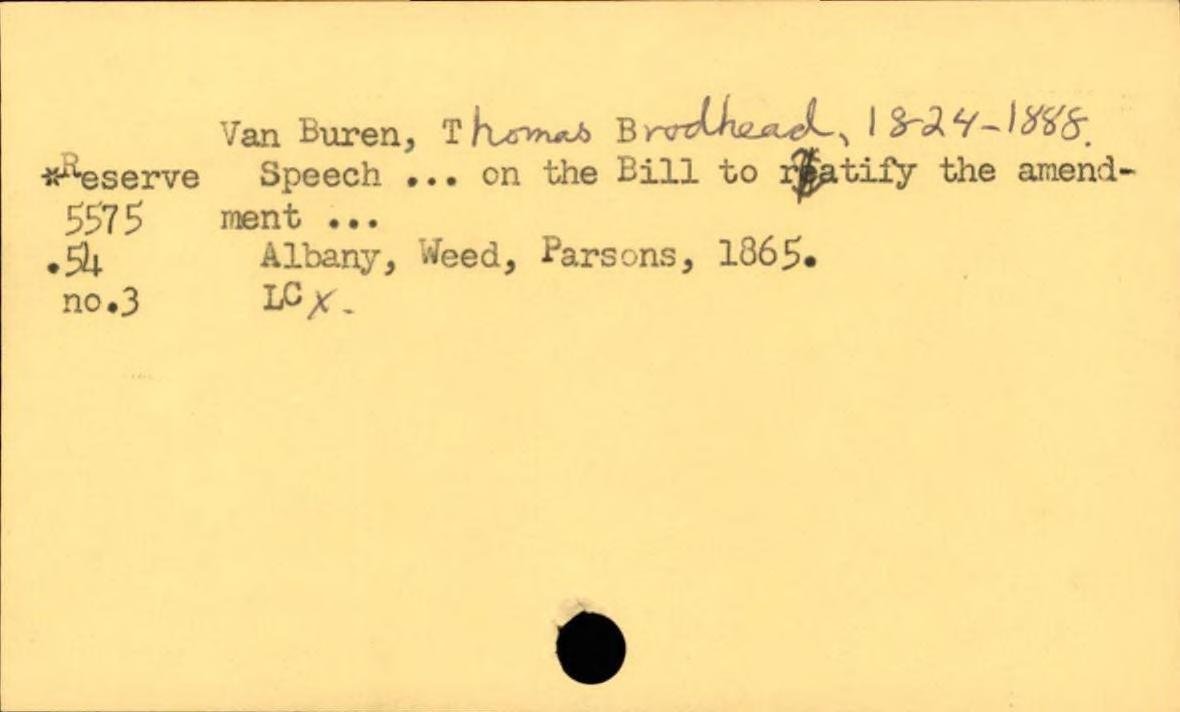 Van Buren, Thomas Brodhead, 1824-1888.
*Reserve Speech ... on the Bill to ratify the amend-
5575 ment ...
.54 Albany, Weed, Parsons, 1865.
no.3 LC x.